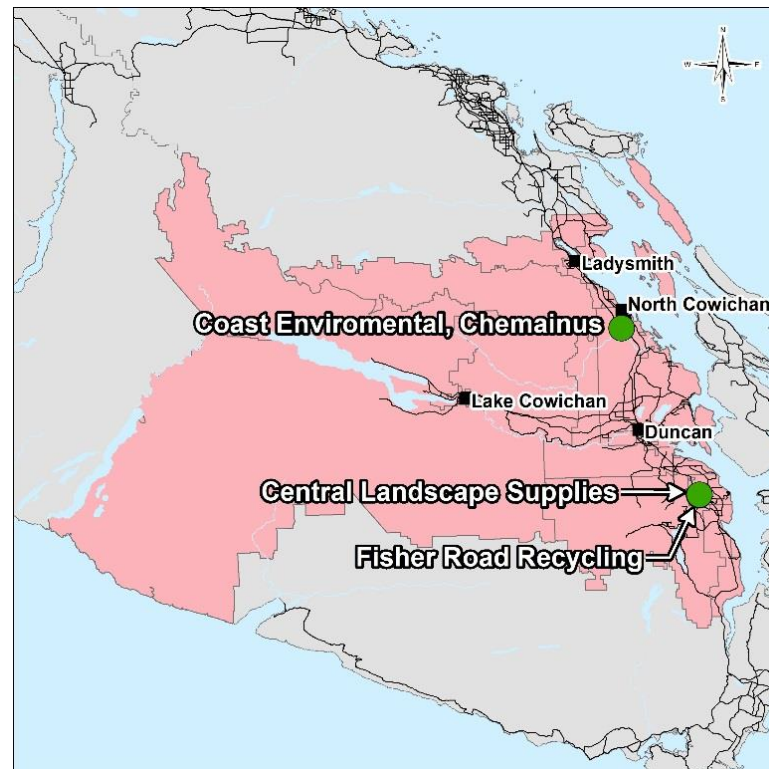 N
W E
S
Ladysmith
North Cowichan
Coast Enviromental, Chemainus
Lake Cowichan
Duncan
Central Landscape Supplies
Fisher Road Recycling